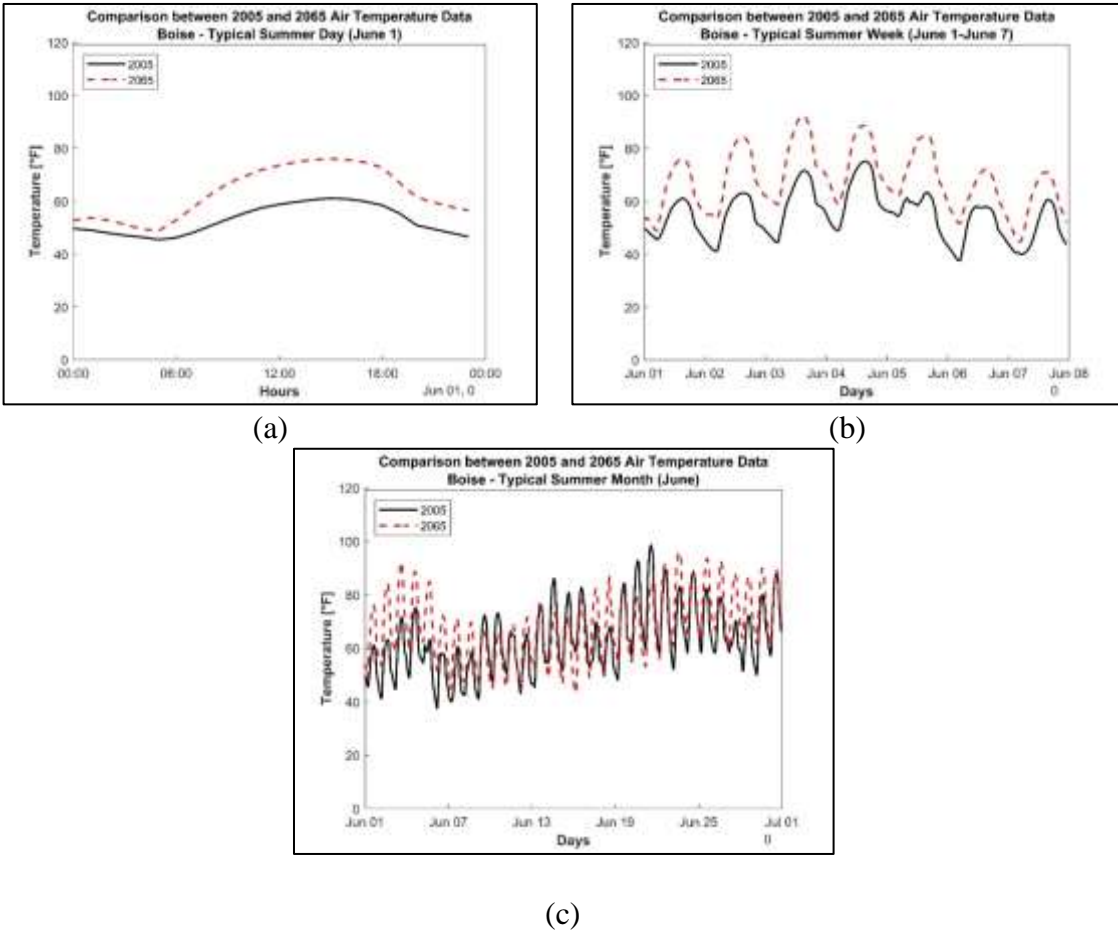 Comparison between 2005 and 2065 Air Temperature Data
Boise - Typical Summer Day (June 1)
120
100
80
60
40
20
0
Temperature [°F]
2005
2065
00:00
06:00
12:00
18:00
00:00
Hours
Jun 01, 0
(a)
Comparison between 2005 and 2065 Air Temperature Data
Boise - Typical Summer Week (June 1-June 7)
120
100
80
60
40
20
0
Temperature [°F]
2005
2065
Jun 01
Jun 02
Jun 03
Jun 04
Jun 05
Jun 06
Jun 07
Jun 08
Days
0
(b)
Comparison between 2005 and 2065 Air Temperature Data
Boise - Typical Summer Month (June)
120
100
80
60
40
20
0
Temperature [°F]
2005
2065
Jun 01
Jun 07
Jun 13
Jun 19
Jun 25
Jul 01
Days
0
(c)